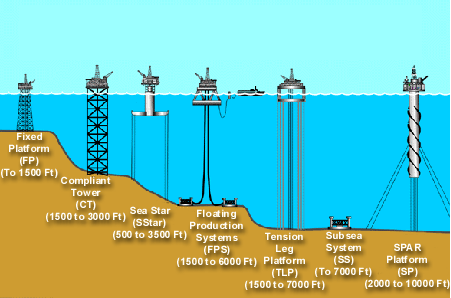 Fixed
Platform
(FP)
(To 1500 Ft)
Compliant
Tower
(CT)
(1500 to 3000 Ft)
Sea Star
(SStar)
(500 to 3500 Ft)
Floating
Production
Systems
(FPS)
(1500 to 6000 Ft)
Tension
Leg
Platform
(TLP)
(1500 to 7000 Ft)
Subsea
System
(SS)
(To 7000 Ft)
SPAR
Platform
(SP)
(2000 to 10000 Ft)